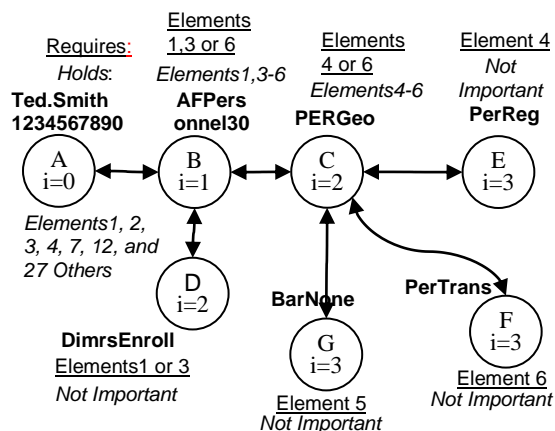 Requires:
Holds:
Ted.Smith
1234567890
A
i=0
Elements1, 2,
3, 4, 7, 12, and
27 Others
Elements
1,3 or 6
Elements1,3-6
AFPers
onnel30
B
i=1
D
i=2
DimrsEnroll
Elements1 or 3
Not Important
Elements
4 or 6
Elements4-6
PERGeo
C
i=2
Element 4
Not
Important
PerReg
E
i=3
BarNone
G
i=3
Element 5
Not Important
PerTrans
F
i=3
Element 6
Not Important